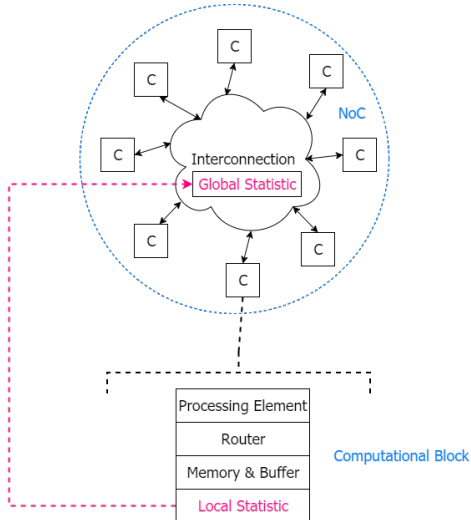 C
C
C
NoC
C
C
Interconnection
Global Statistic
C
C
C
Processing Element
Router
Memory & Buffer
Local Statistic
Computational Block